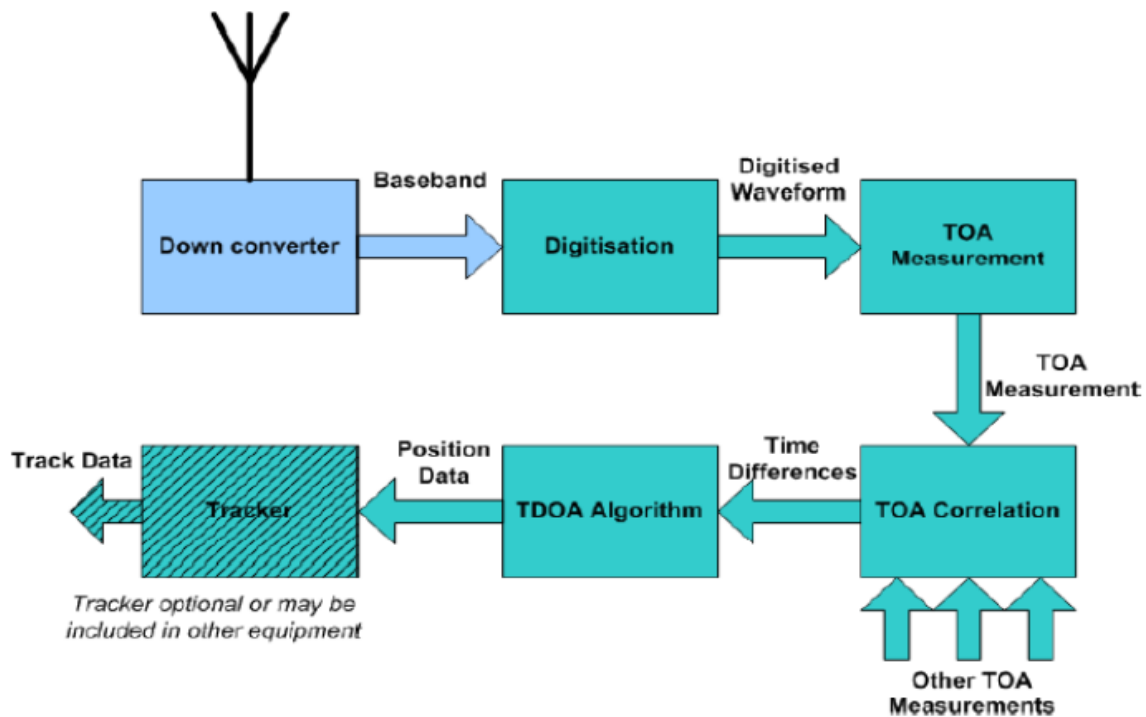 Baseband
Digitised
Waveform
Down converter
Digitisation
TOA
Measurement
TOA
Measurement
Track Data
Position
Data
Time
Differences
Tracker
TDOA Algorithm
TOA Correlation
Tracker optional or may be
included in other equipment
Other TOA
Measurements